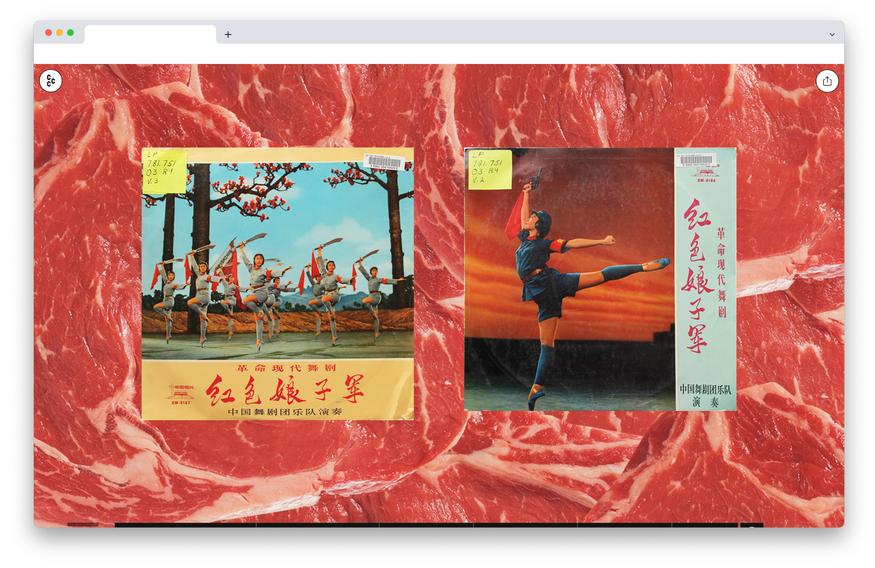 C
C
C
LP
781.751
03 R4
V.3
革命现代舞剧
红色娘子军
中国舞剧团乐队演奏
LP
781.751
03 R4
V.2
红色娘子军
革命现代舞剧
中国舞剧团乐队
演奏